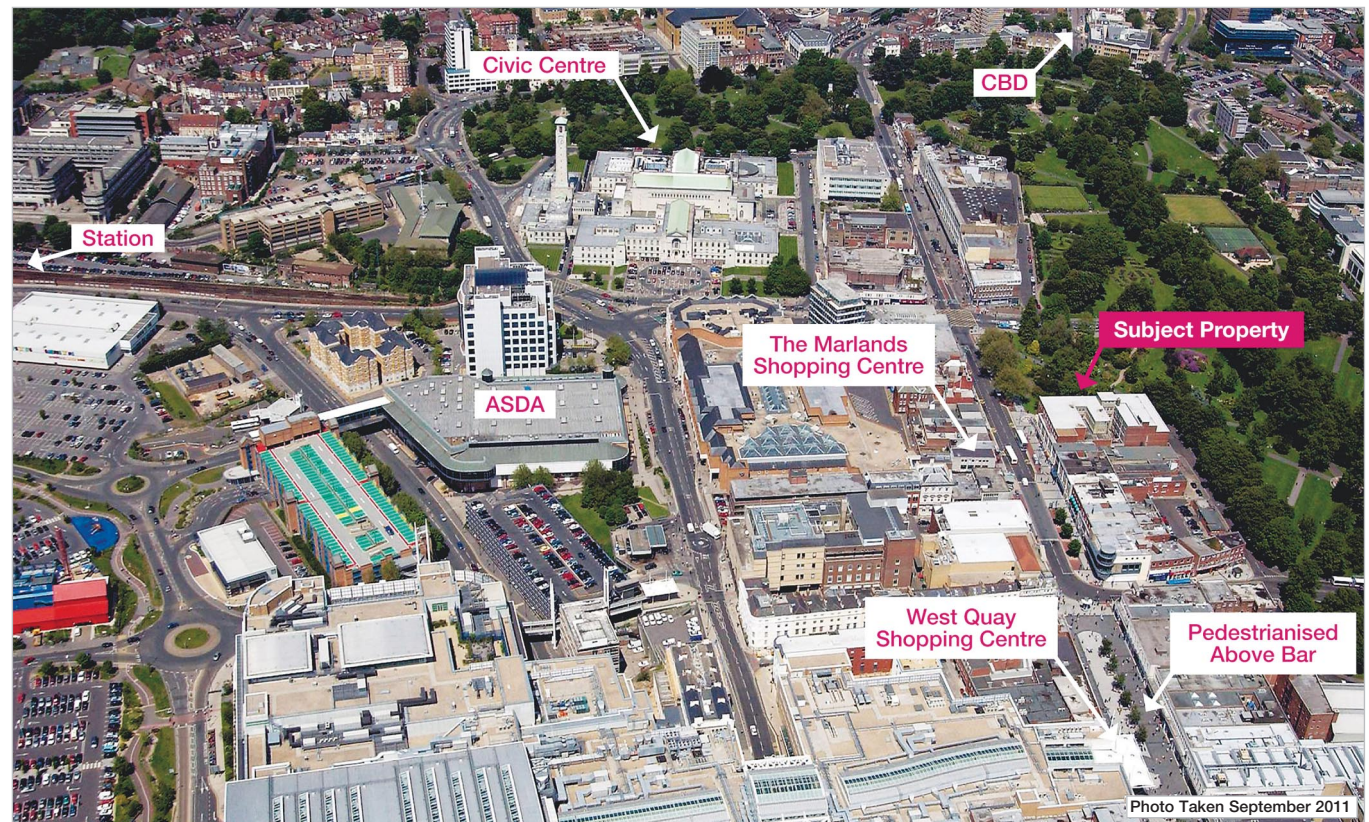 Civic Centre
CBD
Station
Subject Property
The Marlands
Shopping Centre
ASDA
West Quay
Shopping Centre
Pedestrianised
Above Bar
Photo Taken September 2011